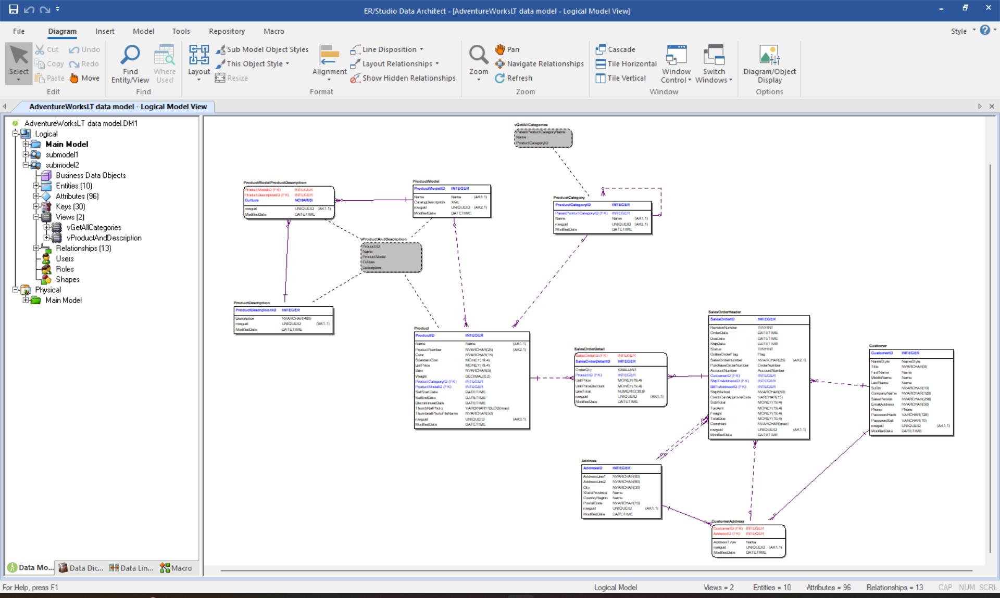 ER/Studio Data Architect - [AdventureWorksLT data model - Logical Model View]
File Diagram Insert Model Tools Repository Macro Style
Select
Cut
Copy
Paste
Undo
Redo
Move
Edit
Find Entity/View
Where Used
Find
Layout
Sub Model Object Styles
This Object Style
Resize
Alignment
Line Disposition
Layout Relationships
Show Hidden Relationships
Format
Zoom
Pan
Navigate Relationships
Refresh
Zoom
Cascade
Tile Horizontal
Tile Vertical
Window Control
Switch Windows
Window
Diagram/Object Display
Options
AdventureWorksLT data model - Logical Model View
AdventureWorksLT data model.DM1
Logical
Main Model
submodel1
submodel2
Business Data Objects
Entities (10)
Attributes (96)
Keys (30)
Views (2)
vGetAllCategories
vProductAndDescription
Relationships (13)
Users
Roles
Shapes
Physical
Main Model
Data Mo...
Data Dic...
Data Lin...
Macro
vGetAllCategories
ParentProductCategoryName
Name
ProductCategoryID
ProductModelProductDescription
ProductModelID (FK) INTEGER
ProductDescriptionID (FK) INTEGER
Culture NCHAR(6)
rowguid UNIQUEID (AK1:1)
ModifiedDate DATETIME
ProductModel
ProductModelID INTEGER
Name Name (AK1:1)
CatalogDescription XML
rowguid UNIQUEID (AK2:1)
ModifiedDate DATETIME
ProductCategory
ProductCategoryID INTEGER
ParentProductCategoryID (FK) INTEGER
Name Name (AK1:1)
rowguid UNIQUEID (AK2:1)
ModifiedDate DATETIME
vProductAndDescription
ProductID
Name
ProductModel
Culture
Description
ProductDescription
ProductDescriptionID INTEGER
Description NVARCHAR(400)
rowguid UNIQUEID (AK1:1)
ModifiedDate DATETIME
Product
ProductID INTEGER
Name Name (AK1:1)
ProductNumber NVARCHAR(25) (AK2:1)
Color NVARCHAR(15)
StandardCost MONEY(19,4)
ListPrice MONEY(19,4)
Size NVARCHAR(5)
Weight DECIMAL(8,2)
ProductCategoryID (FK) INTEGER
ProductModelID (FK) INTEGER
SellStartDate DATETIME
SellEndDate DATETIME
DiscontinuedDate DATETIME
ThumbNailPhoto VARBINARY/BLOB(max)
ThumbnailPhotoFileName NVARCHAR(50)
rowguid UNIQUEID (AK3:1)
ModifiedDate DATETIME
SalesOrderDetail
SalesOrderID (FK) INTEGER
SalesOrderDetailID INTEGER
OrderQty SMALLINT
ProductID (FK) INTEGER
UnitPrice MONEY(19,4)
UnitPriceDiscount MONEY(19,4)
LineTotal NUMERIC(38,6)
rowguid UNIQUEID (AK1:1)
ModifiedDate DATETIME
SalesOrderHeader
SalesOrderID INTEGER
RevisionNumber TINYINT
OrderDate DATETIME
DueDate DATETIME
ShipDate DATETIME
Status TINYINT
OnlineOrderFlag Flag
SalesOrderNumber NVARCHAR(25) (AK2:1)
PurchaseOrderNumber OrderNumber
AccountNumber AccountNumber
CustomerID (FK) INTEGER
ShipToAddressID (FK) INTEGER
BillToAddressID (FK) INTEGER
ShipMethod NVARCHAR(50)
CreditCardApprovalCode VARCHAR(15)
SubTotal MONEY(19,4)
TaxAmt MONEY(19,4)
Freight MONEY(19,4)
TotalDue MONEY(19,4)
Comment NVARCHAR(max)
rowguid UNIQUEID (AK1:1)
ModifiedDate DATETIME
Customer
CustomerID INTEGER
NameStyle NameStyle
Title NVARCHAR(8)
FirstName Name
MiddleName Name
LastName Name
Suffix NVARCHAR(10)
CompanyName NVARCHAR(128)
SalesPerson NVARCHAR(256)
EmailAddress NVARCHAR(50)
Phone Phone
PasswordHash VARCHAR(128)
PasswordSalt VARCHAR(10)
rowguid UNIQUEID (AK1:1)
ModifiedDate DATETIME
Address
AddressID INTEGER
AddressLine1 NVARCHAR(60)
AddressLine2 NVARCHAR(60)
City NVARCHAR(30)
StateProvince Name
CountryRegion Name
PostalCode NVARCHAR(15)
rowguid UNIQUEID (AK1:1)
ModifiedDate DATETIME
CustomerAddress
CustomerID (FK) INTEGER
AddressID (FK) INTEGER
AddressType Name
rowguid UNIQUEID (AK1:1)
ModifiedDate DATETIME
For Help, press F1
Logical Model Views = 2 Entities = 10 Attributes = 96 Relationships = 13 CAP NUM SCRL